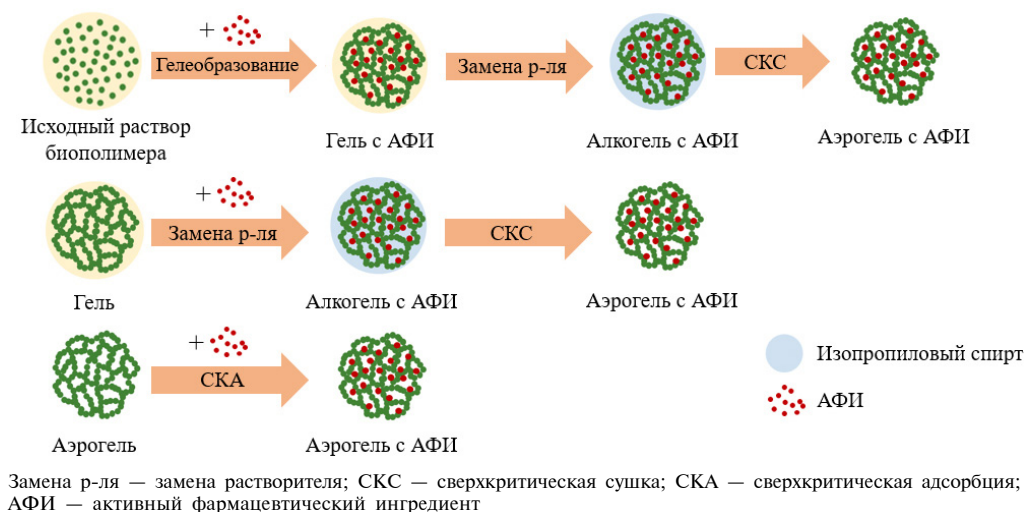 +
Гелеобразование
Замена р-ля
СКС
Исходный раствор
биополимера
Гель с АФИ
Алкогель с АФИ
Аэрогель с АФИ
+
Замена р-ля
СКС
Гель
Алкогель с АФИ
Аэрогель с АФИ
+
СКА
Аэрогель
Аэрогель с АФИ
Изопропиловый спирт
АФИ
Замена р-ля — замена растворителя; СКС — сверхкритическая сушка; СКА — сверхкритическая адсорбция;
АФИ — активный фармацевтический ингредиент